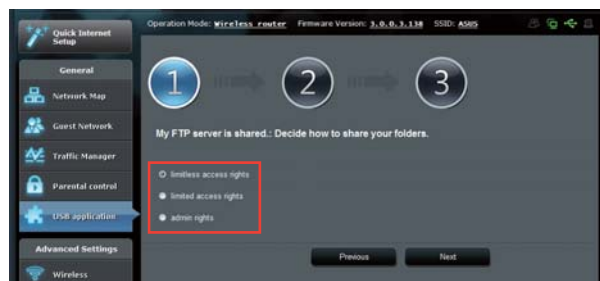 Quick Internet
Setup
Operation Mode: Wireless router Firmware Version: 3.0.0.3.138 SSID: ASUS
General
Network Map
Guest Network
Traffic Manager
Parental control
USB application
Advanced Settings
Wireless
1
2
3
My FTP server is shared.: Decide how to share your folders.
limitless access rights
limited access rights
admin rights
Previous
Next